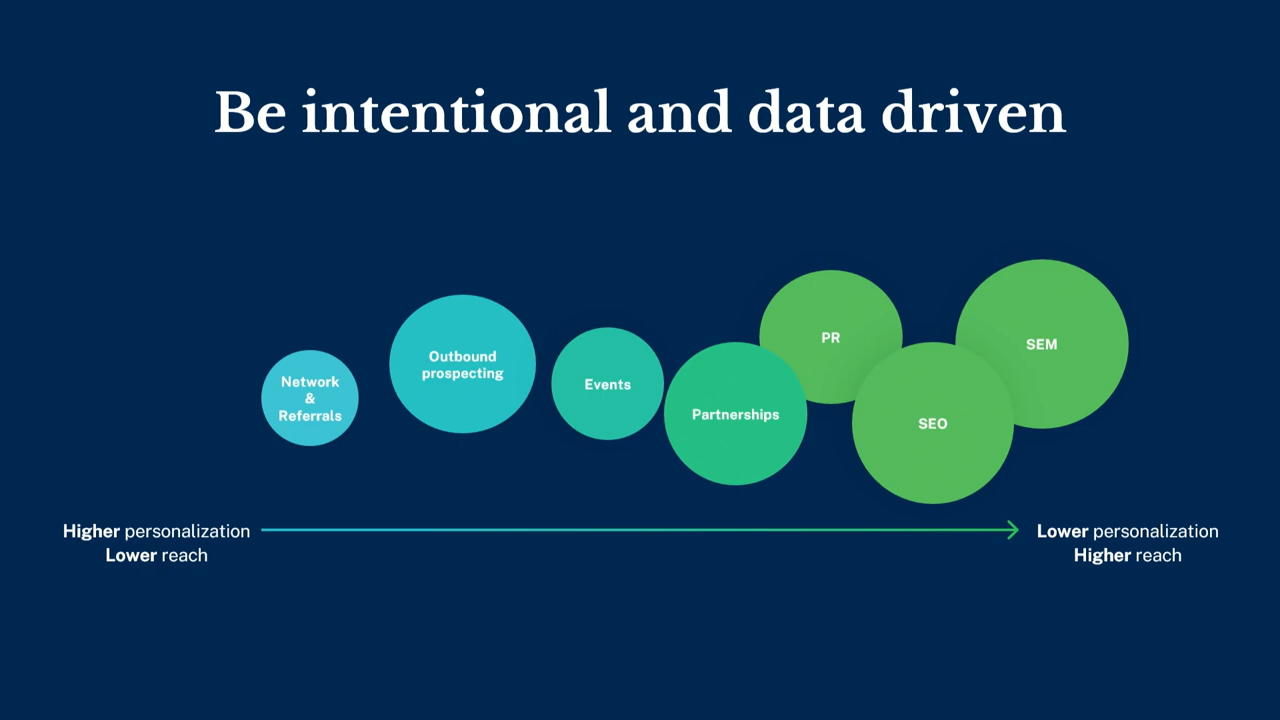 Be intentional and data driven
Network
&
Referrals
Outbound
prospecting
Events
Partnerships
PR
SEO
SEM
Higher personalization
Lower reach
Lower personalization
Higher reach